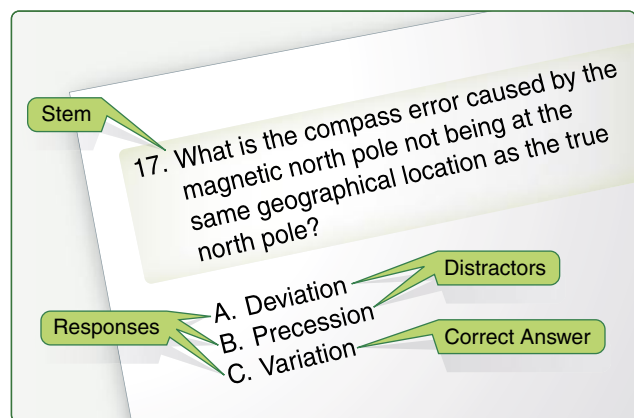 Stem
17. What is the compass error caused by the
magnetic north pole not being at the
same geographical location as the true
north pole?
Distractors
A. Deviation
Responses
B. Precession
Correct Answer
C. Variation